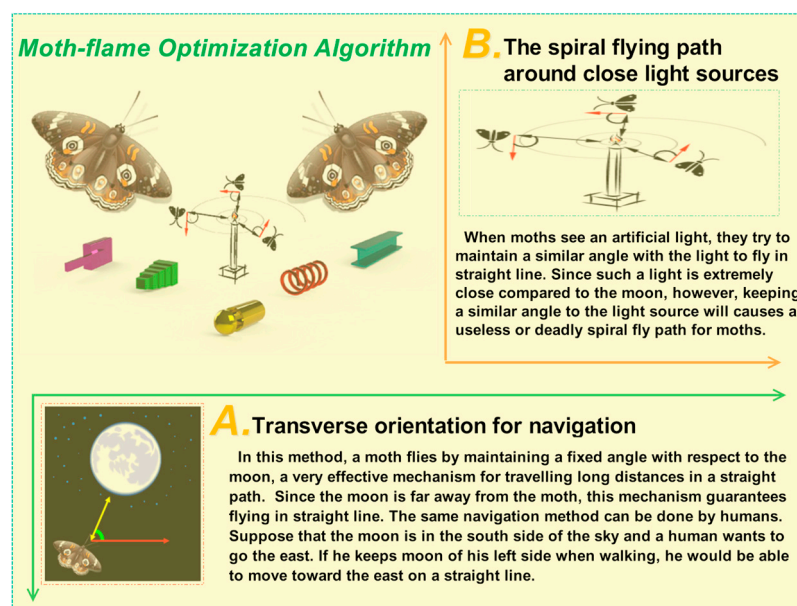 Moth-flame Optimization Algorithm
B. The spiral flying path
around close light sources
When moths see an artificial light, they try to
maintain a similar angle with the light to fly in
straight line. Since such a light is extremely
close compared to the moon, however, keeping
a similar angle to the light source will causes a
useless or deadly spiral fly path for moths.
A. Transverse orientation for navigation
In this method, a moth flies by maintaining a fixed angle with respect to the
moon, a very effective mechanism for travelling long distances in a straight
path. Since the moon is far away from the moth, this mechanism guarantees
flying in straight line. The same navigation method can be done by humans.
Suppose that the moon is in the south side of the sky and a human wants to
go the east. If he keeps moon of his left side when walking, he would be able
to move toward the east on a straight line.